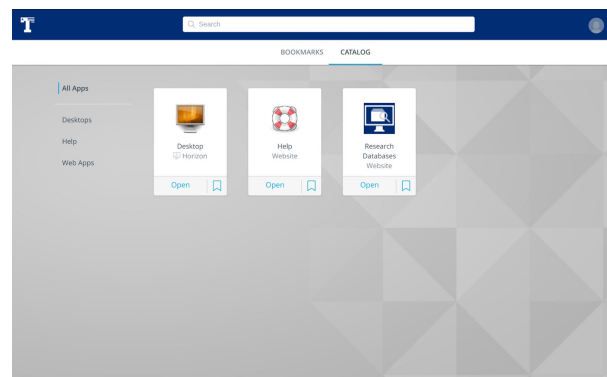 T
Search
BOOKMARKS CATALOG
All Apps
Desktops
Help
Web Apps
Desktop
Horizon
Open
Help
Website
Open
Research
Databases
Website
Open